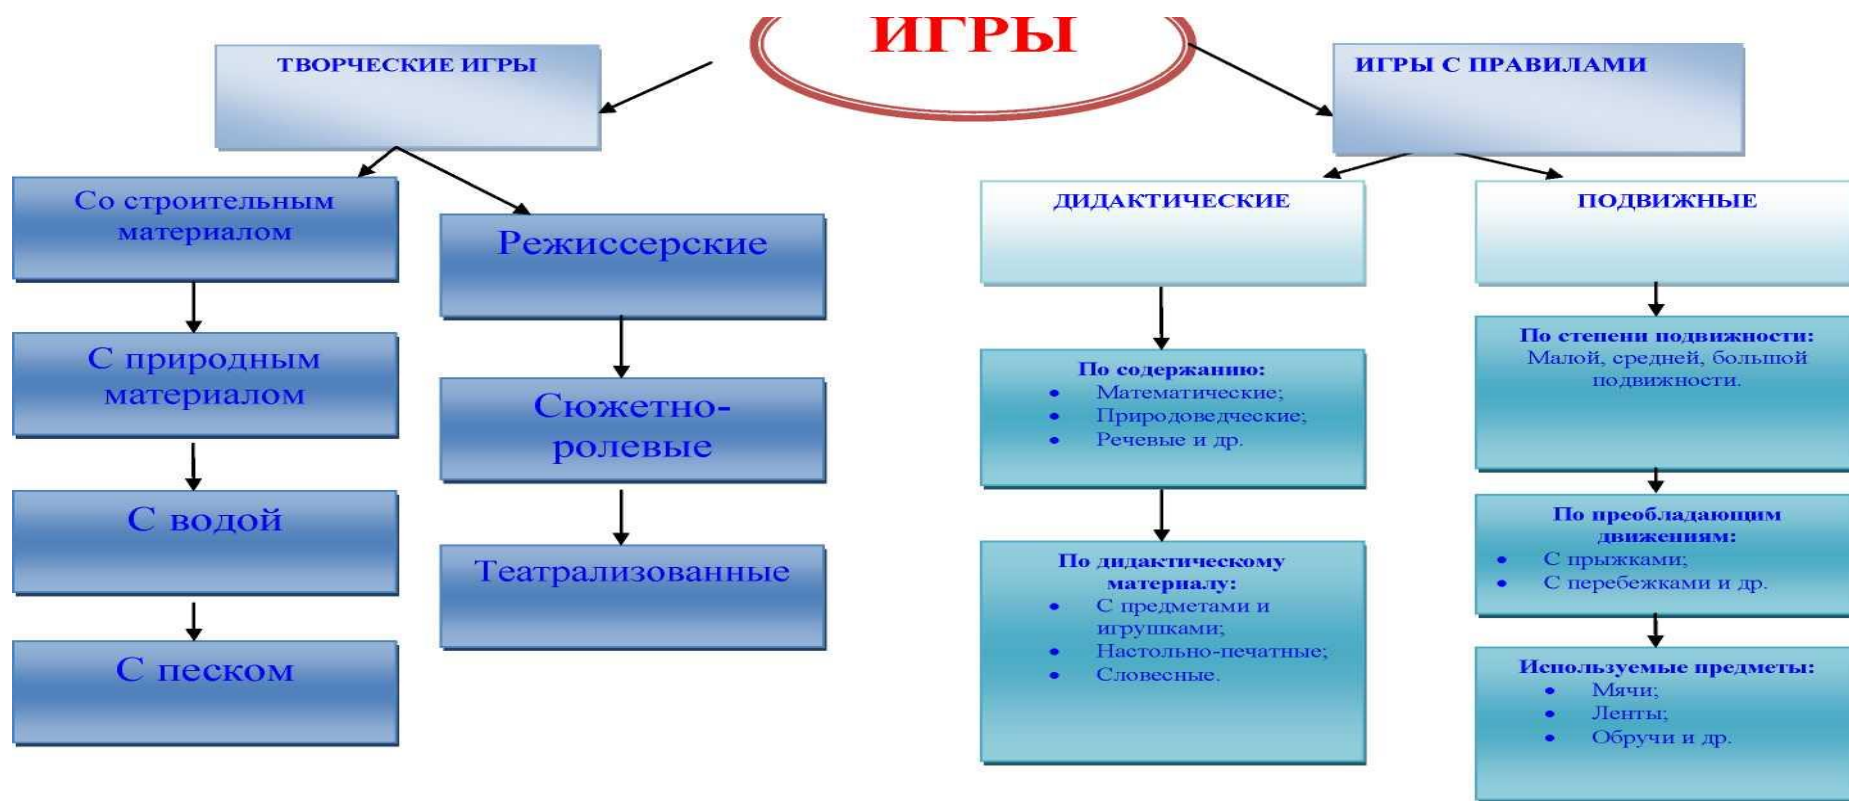 ИГРЫ
ТВОРЧЕСКИЕ ИГРЫ
Со строительным
материалом
С природным
материалом
С водой
С песком
Режиссерские
Сюжетно-
ролевые
Театрализованные
ИГРЫ С ПРАВИЛАМИ
ДИДАКТИЧЕСКИЕ
По содержанию:
• Математические;
• Природоведческие;
• Речевые и др.
По дидактическому
материалу:
• С предметами и
игрушками;
• Настольно-печатные;
• Словесные.
ПОДВИЖНЫЕ
По степени подвижности:
Малой, средней, большой
подвижности.
По преобладающим
движениям:
• С прыжками;
• С перебежками и др.
Используемые предметы:
• Мячи;
• Ленты;
• Обручи и др.